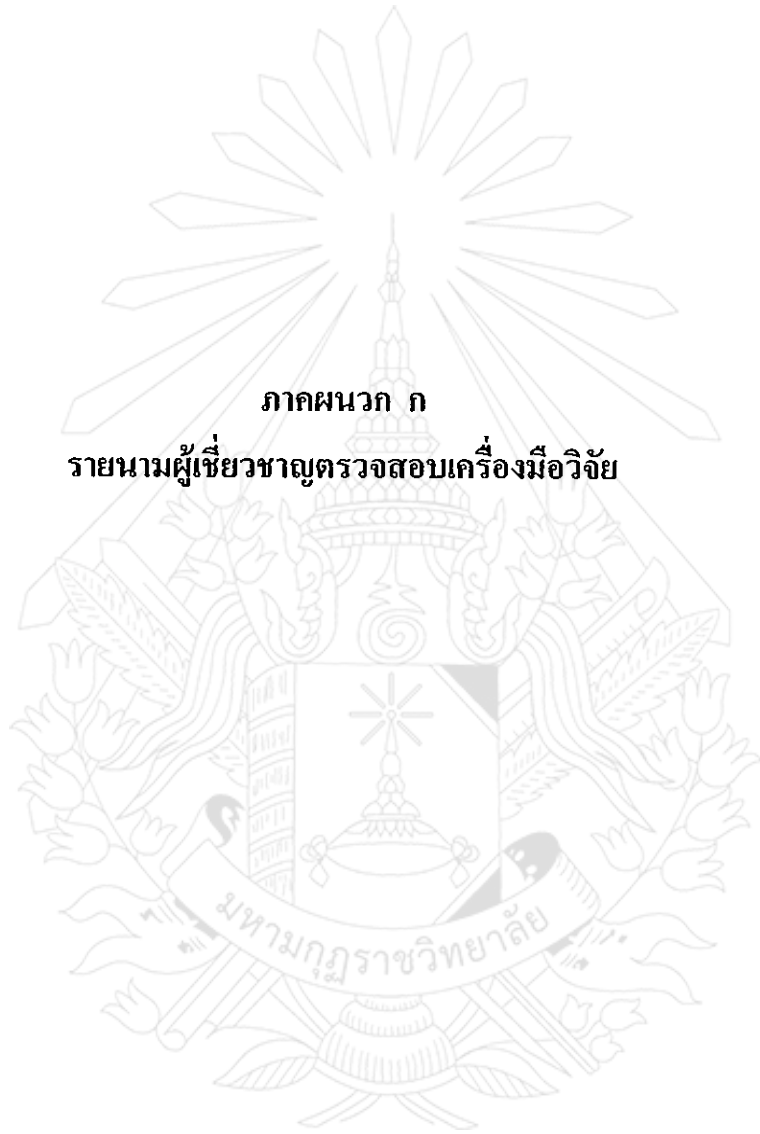 ภาคผนวก ก
รายนามผู้เชี่ยวชาญตรวจสอบเครื่องมือวิจัย
มหามกุฏราชวิทยาลัย